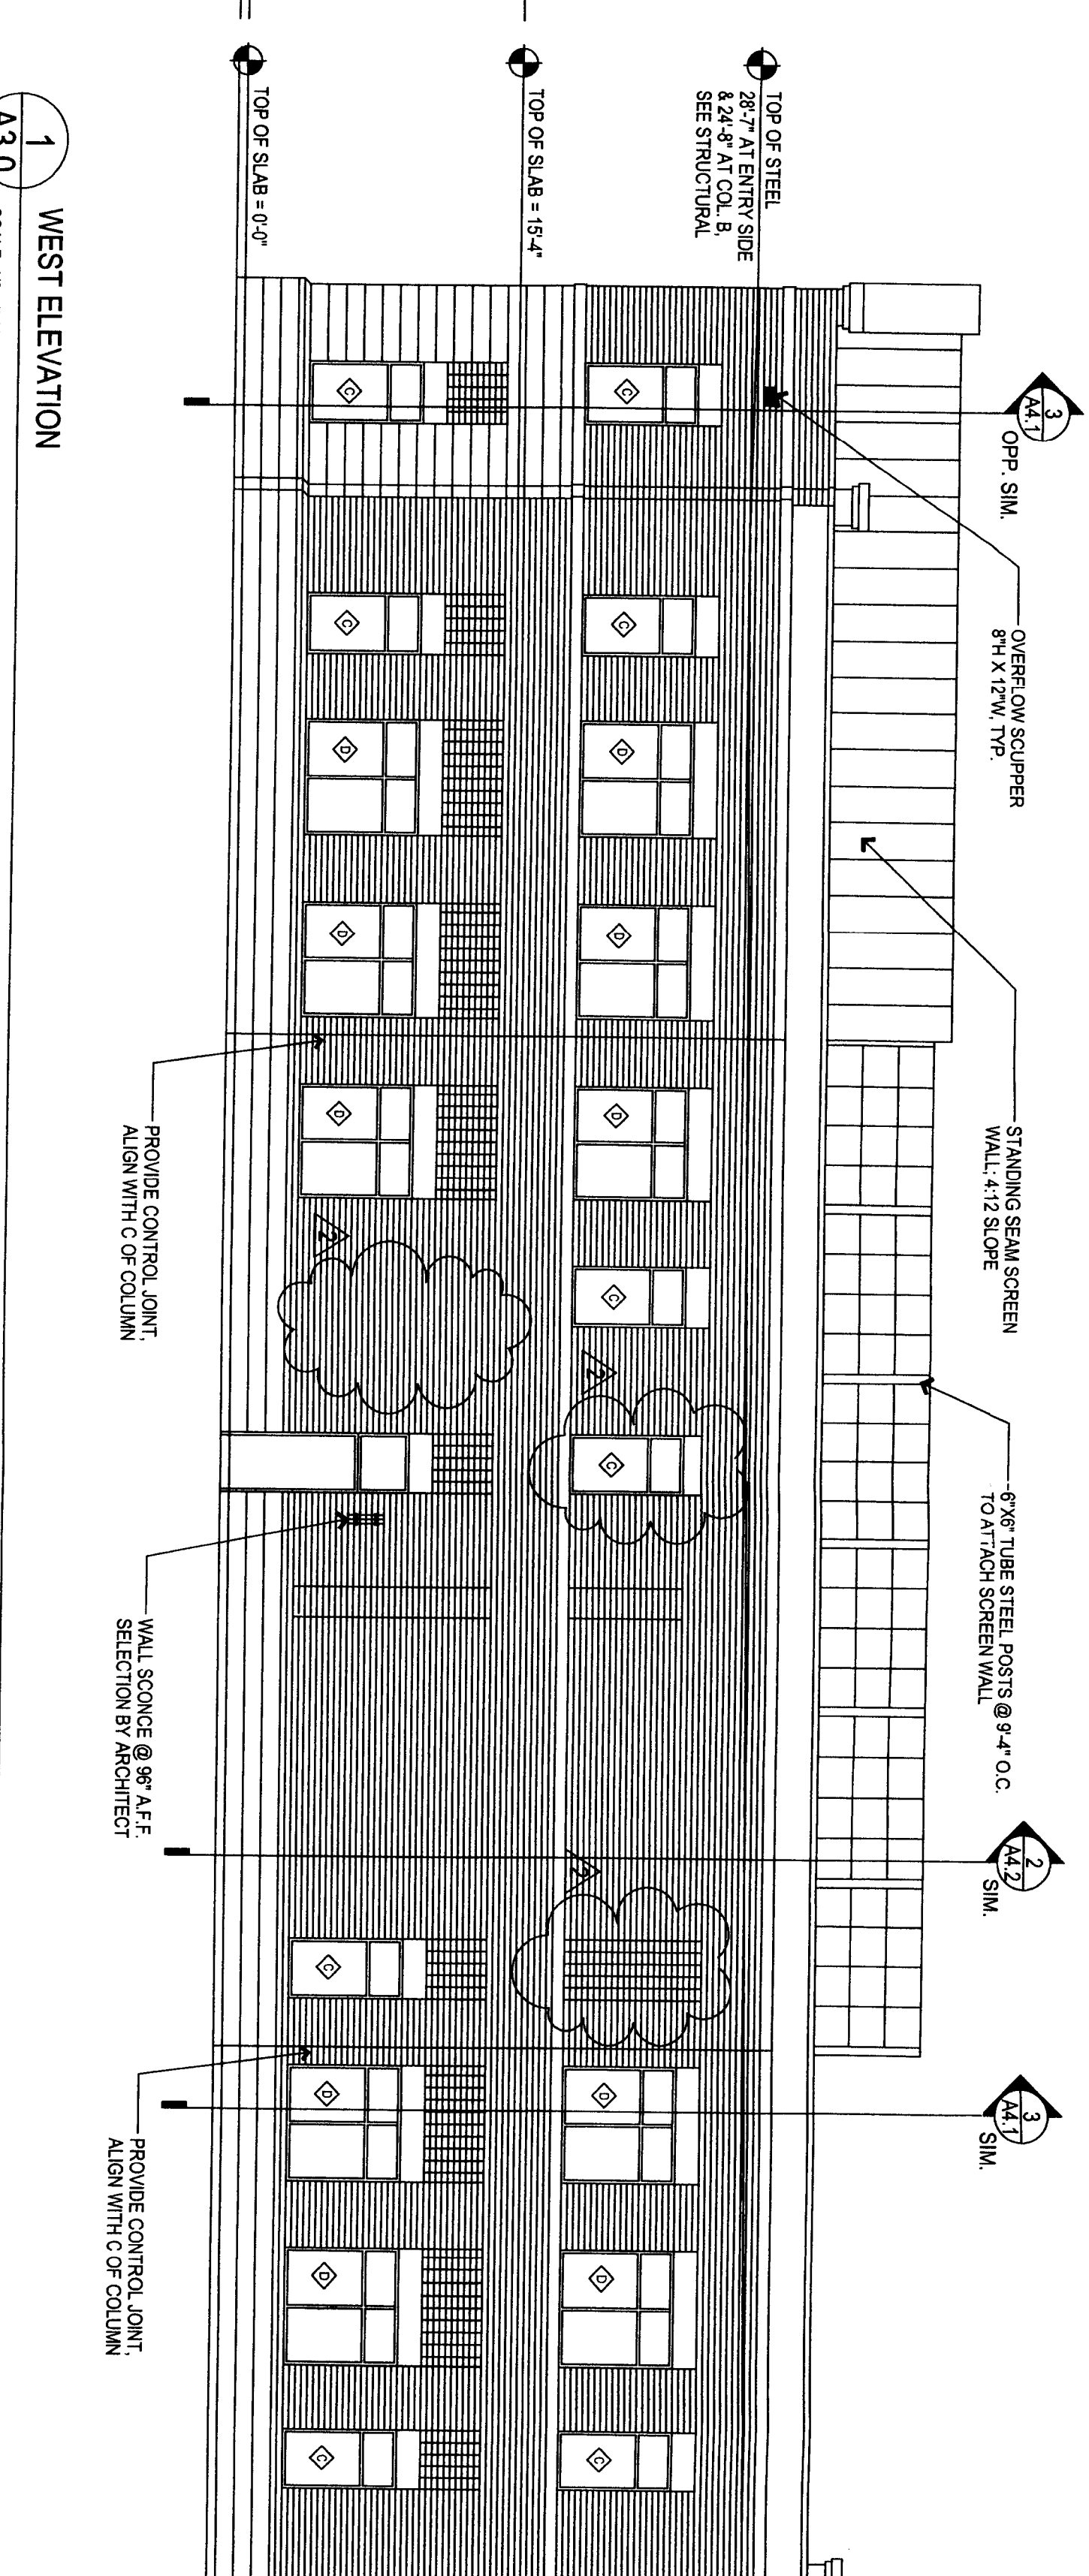 3
A4.1
OPP. SIM.
OVERFLOW SCUPPER
8"H X 12"W, TYP.
STANDING SEAM SCREEN
WALL; 4:12 SLOPE
6"X6" TUBE STEEL POSTS @ 9'-4" O.C.
TO ATTACH SCREEN WALL
2
A4.2
SIM.
3
A4.1
SIM.
TOP OF STEEL
28'-7" AT ENTRY SIDE
& 24'-8" AT COL. B,
SEE STRUCTURAL
C
C
D
D
D
C
2
C
2
D
D
C
TOP OF SLAB = 15'-4"
C
C
D
D
D
2
C
D
D
C
TOP OF SLAB = 0'-0"
PROVIDE CONTROL JOINT,
ALIGN WITH C OF COLUMN
WALL SCONCE @ 96" A.F.F.
SELECTION BY ARCHITECT
PROVIDE CONTROL JOINT,
ALIGN WITH C OF COLUMN
1
A3.0
WEST ELEVATION